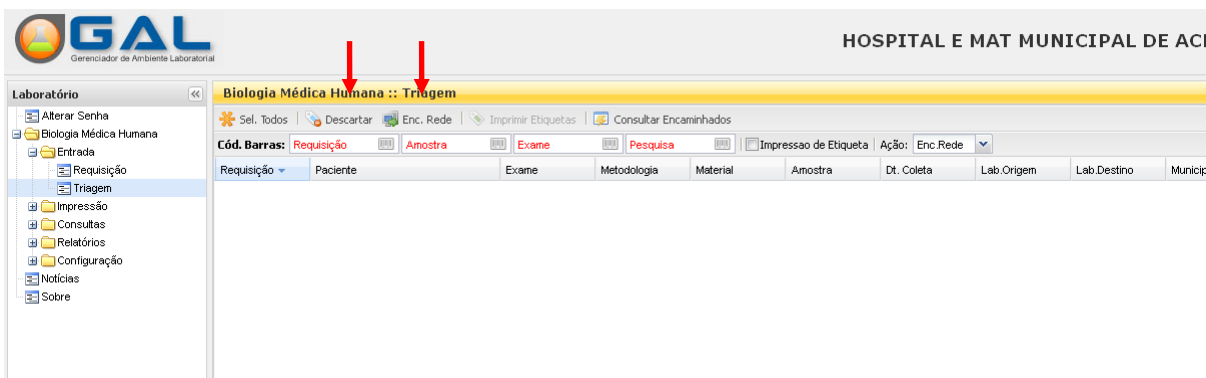 GAL
Gerenciador de Ambiente Laboratorial
HOSPITAL E MAT MUNICIPAL DE ACI
Laboratório
Alterar Senha
Biologia Médica Humana
Entrada
Requisição
Triagem
Impressão
Consultas
Relatórios
Configuração
Notícias
Sobre
Biologia Médica Humana :: Triagem
Sel. Todos Descartar Enc. Rede Imprimir Etiquetas Consultar Encaminhados
Cód. Barras: Requisição Amostra Exame Pesquisa Impressao de Etiqueta Ação: Enc.Rede
Requisição Paciente Exame Metodologia Material Amostra Dt. Coleta Lab.Origem Lab.Destino Municip